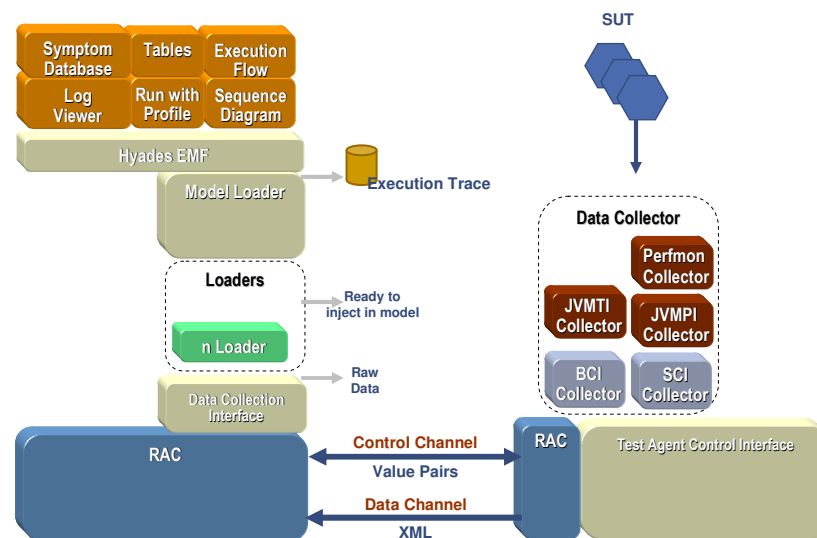 SUT
Symptom
Database
Tables
Execution
Flow
Log
Viewer
Run with
Profile
Sequence
Diagram
Hyades EMF
Model Loader
Execution Trace
Loaders
n Loader
Ready to
inject in model
Data Collection
Interface
Raw
Data
Data Collector
Perfmon
Collector
JVMTI
Collector
JVMPI
Collector
BCI
Collector
SCI
Collector
RAC
Control Channel
Value Pairs
Data Channel
XML
RAC
Test Agent Control Interface